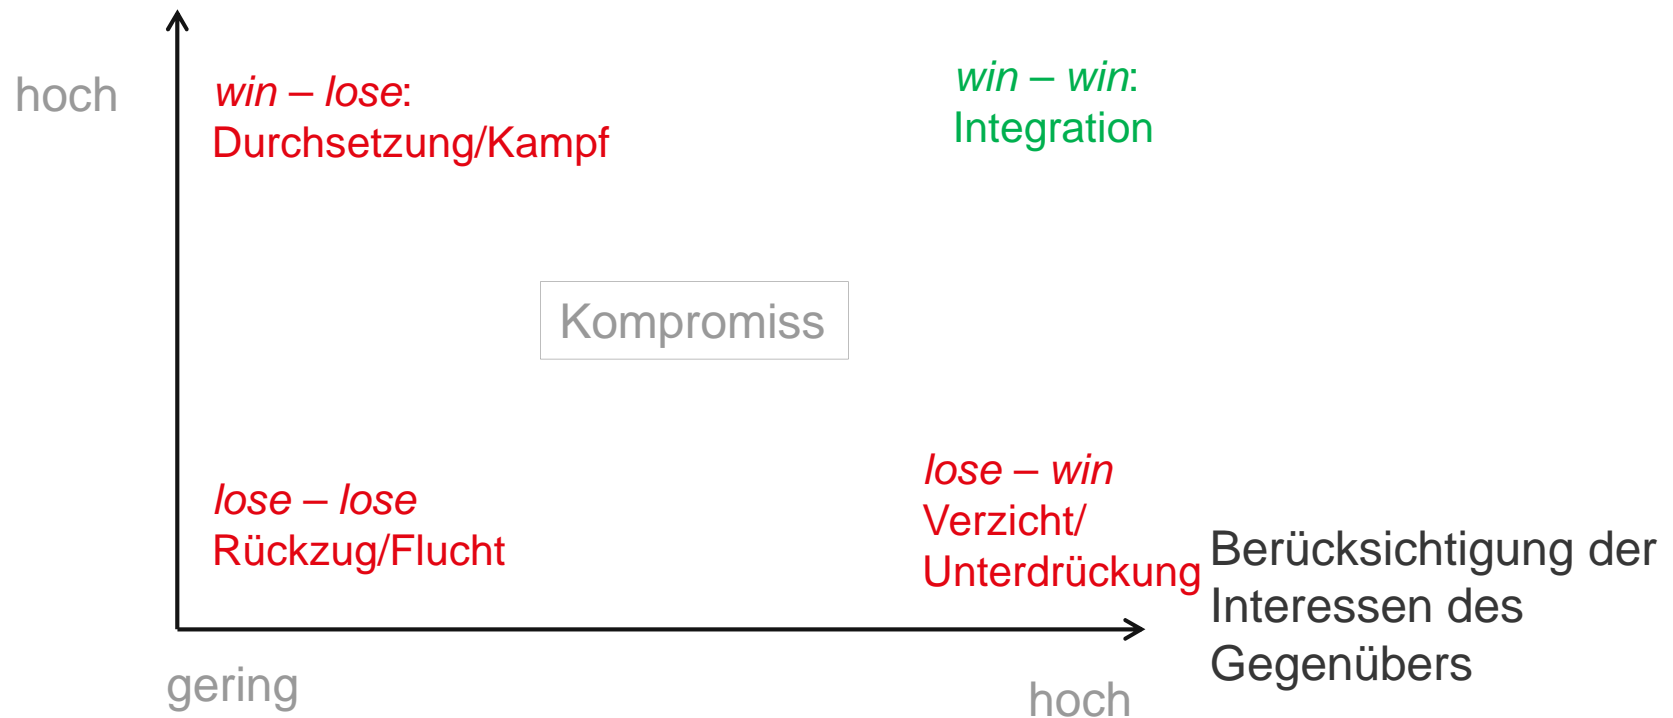 hoch
win – lose:
Durchsetzung/Kampf
win – win:
Integration
Kompromiss
lose – lose
Rückzug/Flucht
lose – win
Verzicht/
Unterdrückung
Berücksichtigung der
Interessen des
Gegenübers
gering
hoch